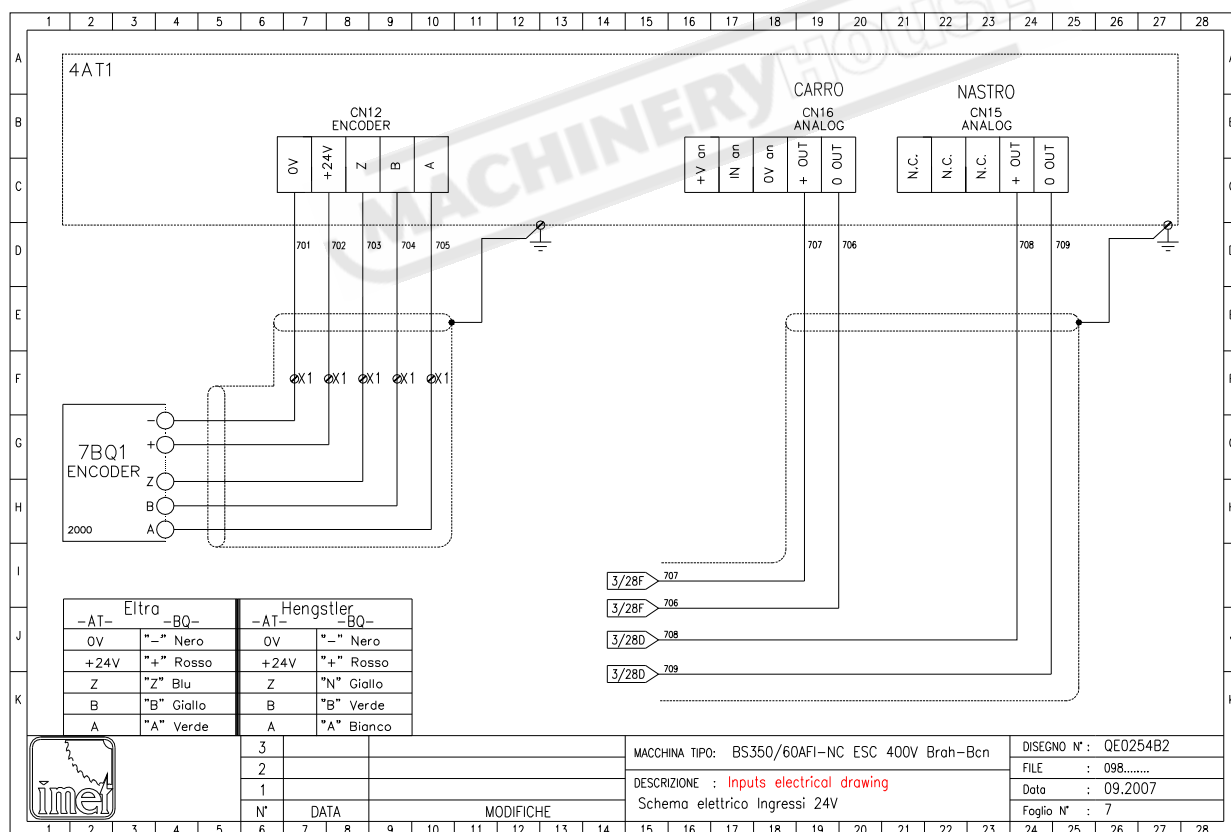 1 2 3 4 5 6 7 8 9 10 11 12 13 14 15 16 17 18 19 20 21 22 23 24 25 26 27 28
A
B
C
D
E
F
G
H
I
J
K
MACHINERYHOUSE
4AT1
CN12
ENCODER
0V +24V Z B A
CARRO
CN16
ANALOG
+V an IN an 0V an + OUT 0 OUT
NASTRO
CN15
ANALOG
N.C. N.C. N.C. + OUT 0 OUT
701 702 703 704 705
707 706
708 709
X1 X1 X1 X1 X1
7BQ1
ENCODER
2000
-
+
Z
B
A
3/28F 707
3/28F 706
3/28D 708
3/28D 709
Eltra Hengstler
-AT- -BQ- -AT- -BQ-
0V "-" Nero 0V "-" Nero
+24V "+" Rosso +24V "+" Rosso
Z "Z" Blu Z "N" Giallo
B "B" Giallo B "B" Verde
A "A" Verde A "A" Bianco
imet
3
2
1
N° DATA MODIFICHE
MACCHINA TIPO: BS350/60AFI-NC ESC 400V Brah-Bcn
DESCRIZIONE : Inputs electrical drawing
Schema elettrico Ingressi 24V
DISEGNO N° : QE0254B2
FILE : 098........
Data : 09.2007
Foglio N° : 7
1 2 3 4 5 6 7 8 9 10 11 12 13 14 15 16 17 18 19 20 21 22 23 24 25 26 27 28